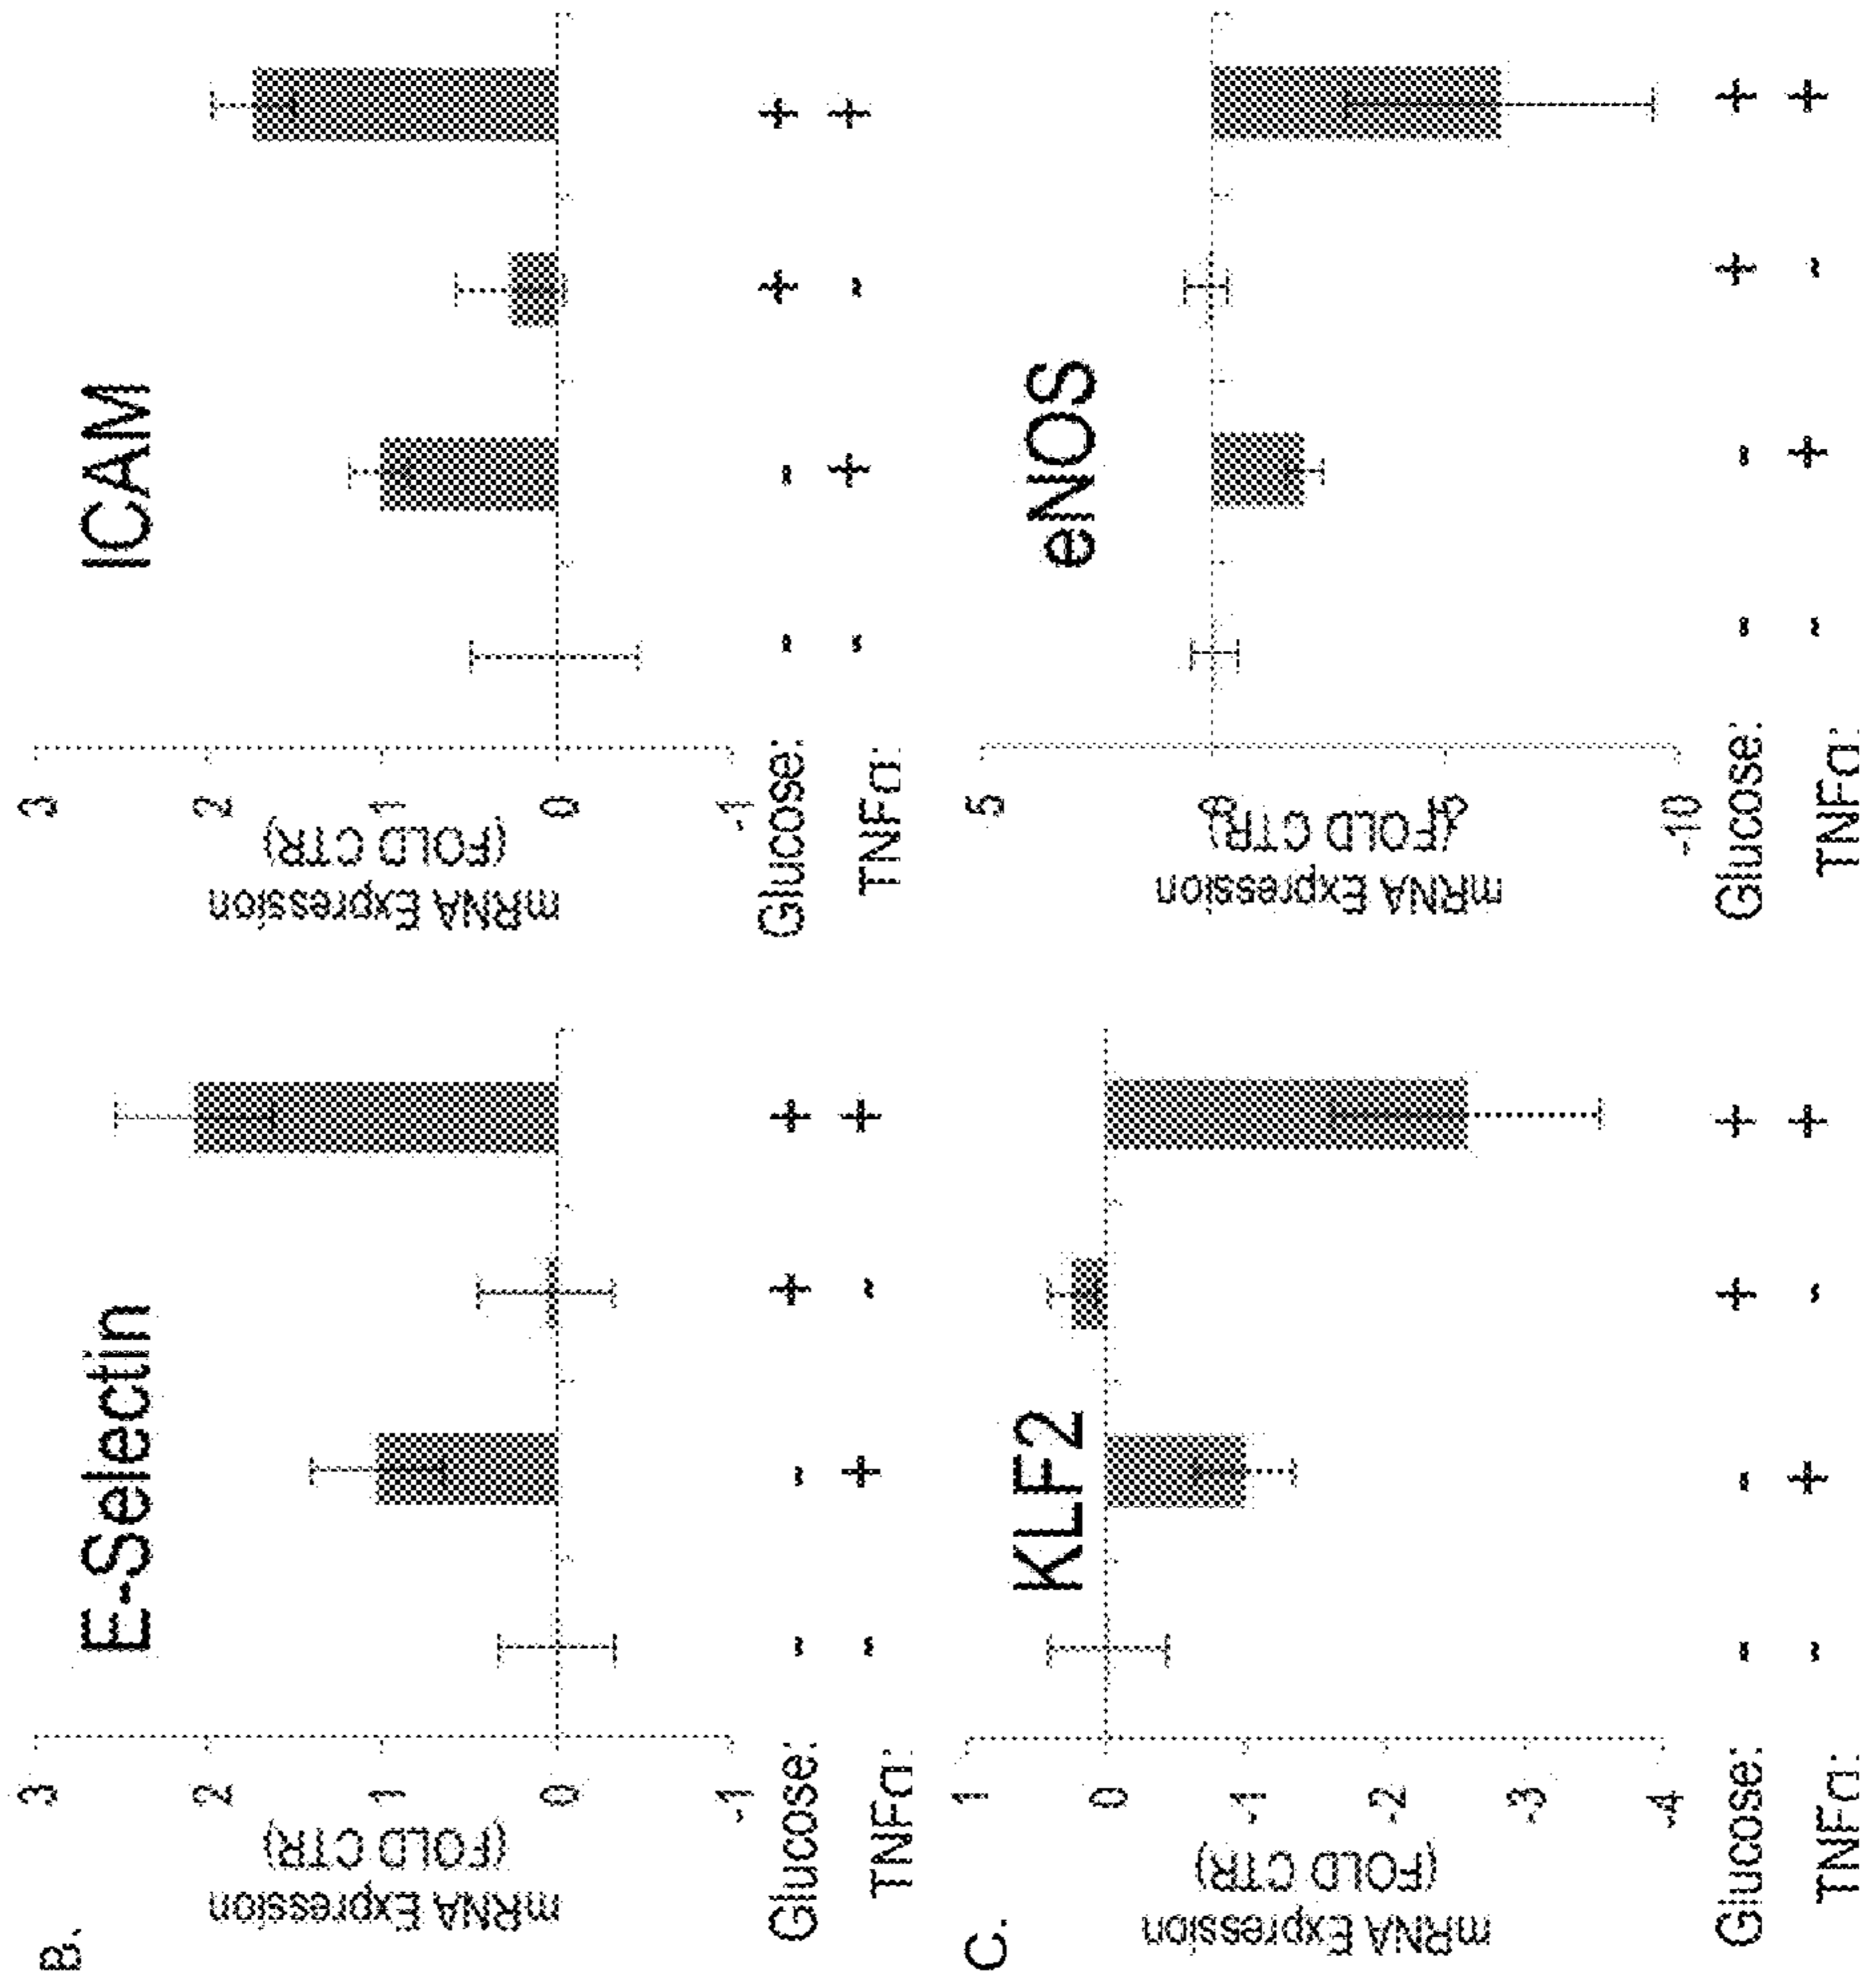 B.
E-Selectin
mRNA Expression
(FOLD CTR)
3
2
1
0
-1
Glucose: - - + +
TNFα: - + - +
ICAM
mRNA Expression
(FOLD CTR)
3
2
1
0
-1
Glucose: - - + +
TNFα: - + - +
C.
KLF2
mRNA Expression
(FOLD CTR)
1
0
-1
-2
-3
-4
Glucose: - - + +
TNFα: - + - +
eNOS
mRNA Expression
(FOLD CTR)
5
0
-5
-10
Glucose: - - + +
TNFα: - + - +